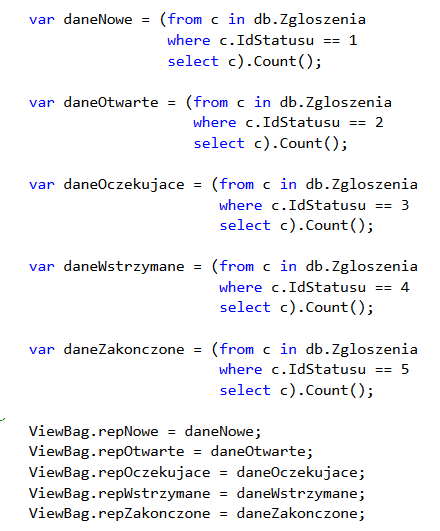 var daneNowe = (from c in db.Zgloszenia
where c.IdStatusu == 1
select c).Count();
var daneOtwarte = (from c in db.Zgloszenia
where c.IdStatusu == 2
select c).Count();
var daneOczekujace = (from c in db.Zgloszenia
where c.IdStatusu == 3
select c).Count();
var daneWstrzymane = (from c in db.Zgloszenia
where c.IdStatusu == 4
select c).Count();
var daneZakonczone = (from c in db.Zgloszenia
where c.IdStatusu == 5
select c).Count();
ViewBag.repNowe = daneNowe;
ViewBag.repOtwarte = daneOtwarte;
ViewBag.repOczekujace = daneOczekujace;
ViewBag.repWstrzymane = daneWstrzymane;
ViewBag.repZakonczone = daneZakonczone;